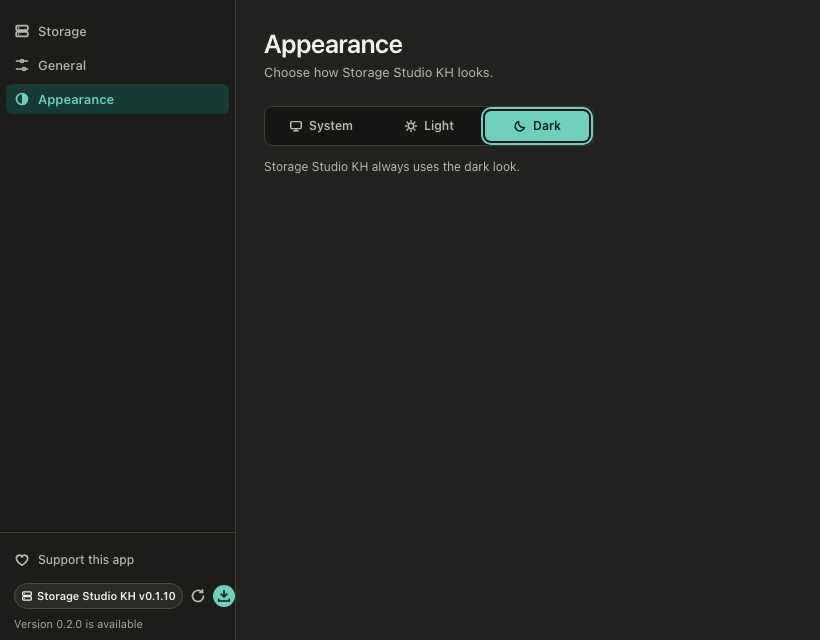 Storage
General
Appearance
Appearance
Choose how Storage Studio KH looks.
System
Light
Dark
Storage Studio KH always uses the dark look.
Support this app
Storage Studio KH v0.1.10
Version 0.2.0 is available